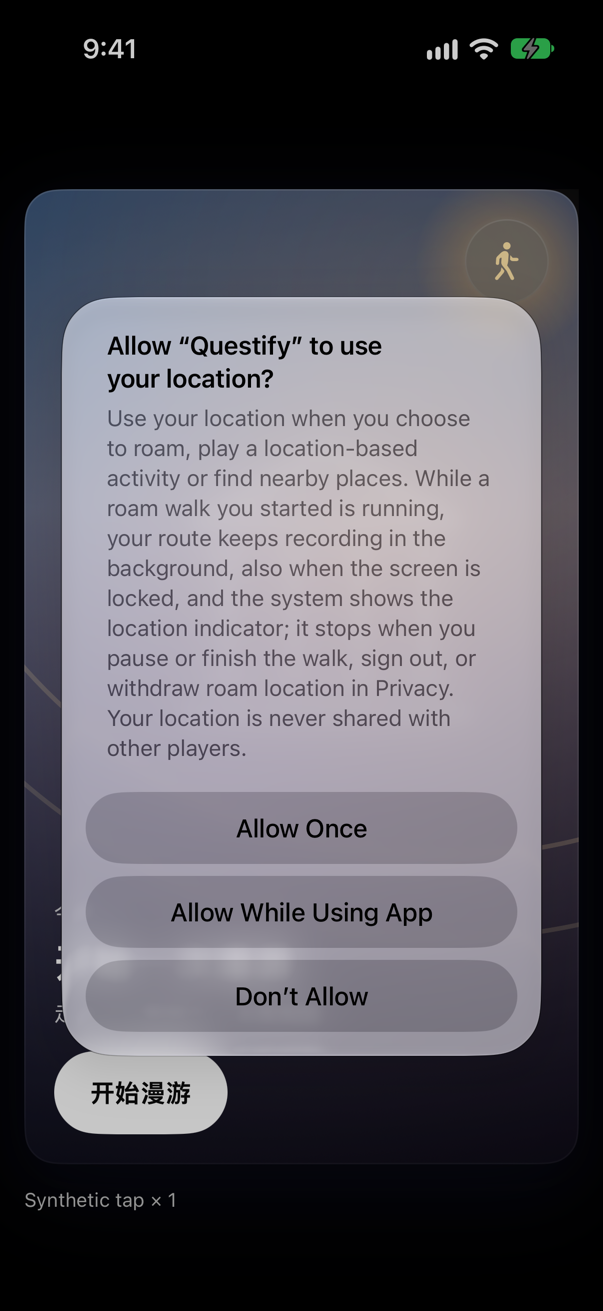 9:41
Allow “Questify” to use
your location?
Use your location when you choose
to roam, play a location-based
activity or find nearby places. While a
roam walk you started is running,
your route keeps recording in the
background, also when the screen is
locked, and the system shows the
location indicator; it stops when you
pause or finish the walk, sign out, or
withdraw roam location in Privacy.
Your location is never shared with
other players.
Allow Once
Allow While Using App
Don’t Allow
开始漫游
Synthetic tap × 1